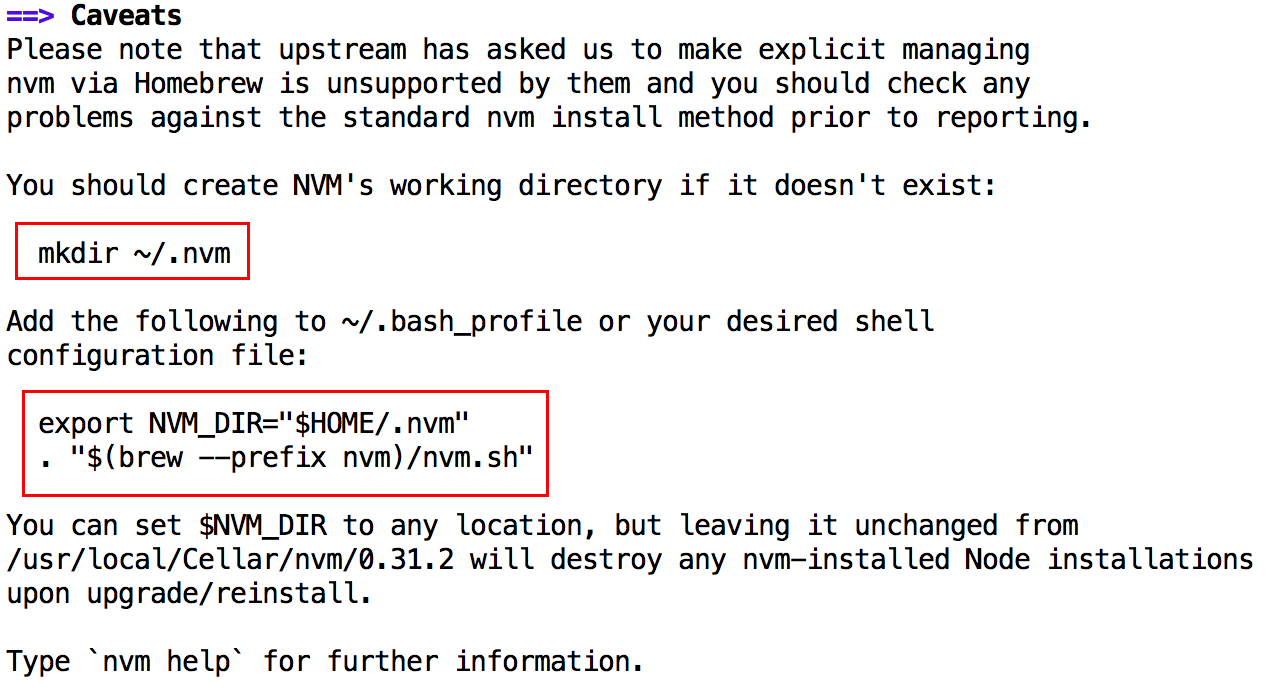 ==> Caveats
Please note that upstream has asked us to make explicit managing
nvm via Homebrew is unsupported by them and you should check any
problems against the standard nvm install method prior to reporting.
You should create NVM's working directory if it doesn't exist:
mkdir ~/.nvm
Add the following to ~/.bash_profile or your desired shell
configuration file:
export NVM_DIR="$HOME/.nvm"
. "$(brew --prefix nvm)/nvm.sh"
You can set $NVM_DIR to any location, but leaving it unchanged from
/usr/local/Cellar/nvm/0.31.2 will destroy any nvm-installed Node installations
upon upgrade/reinstall.
Type `nvm help` for further information.